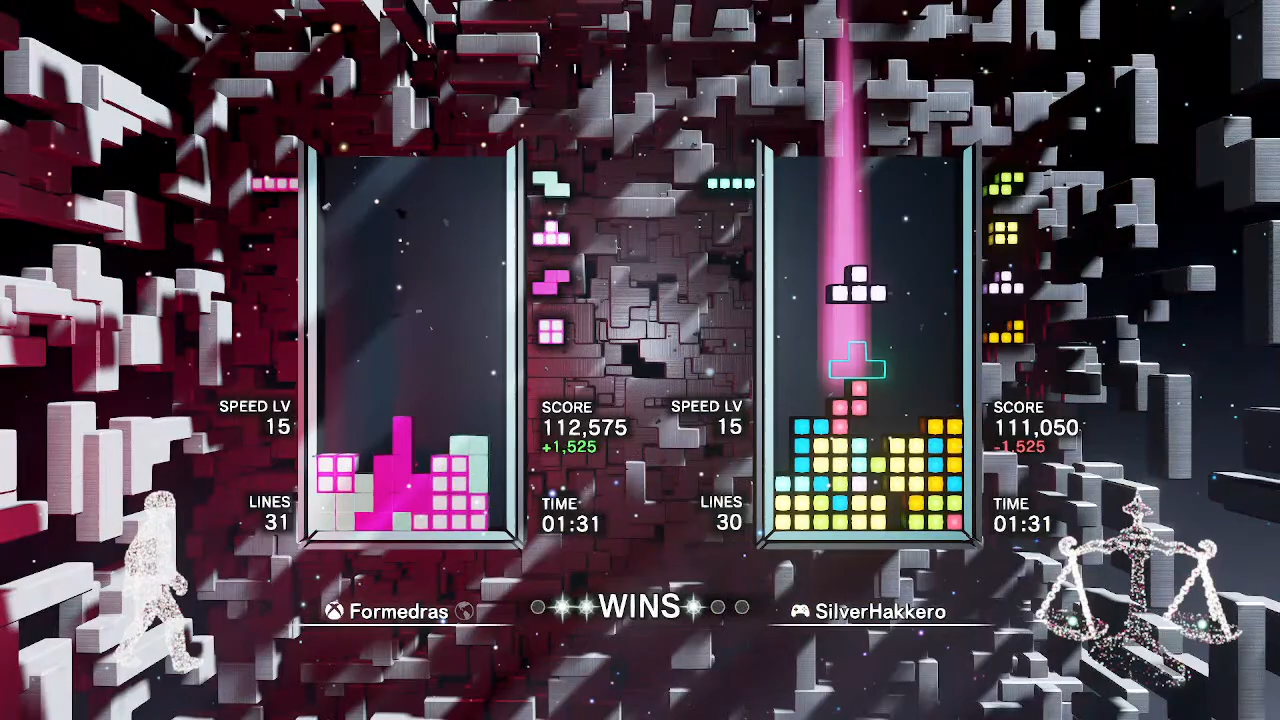 SPEED LV
15
SCORE
112,575
+1,525
LINES
31
TIME
01:31
SPEED LV
15
SCORE
111,050
-1,525
LINES
30
TIME
01:31
Formedras
WINS
SilverHakkero